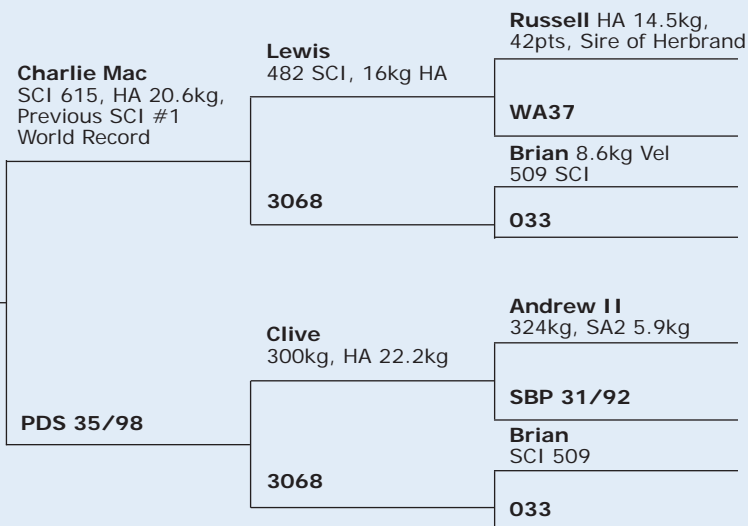 Charlie Mac
SCI 615, HA 20.6kg,
Previous SCI #1
World Record
PDS 35/98
Lewis
482 SCI, 16kg HA
3068
Clive
300kg, HA 22.2kg
3068
Russell HA 14.5kg,
42pts, Sire of Herbrand
WA37
Brian 8.6kg Vel
509 SCI
033
Andrew II
324kg, SA2 5.9kg
SBP 31/92
Brian
SCI 509
033